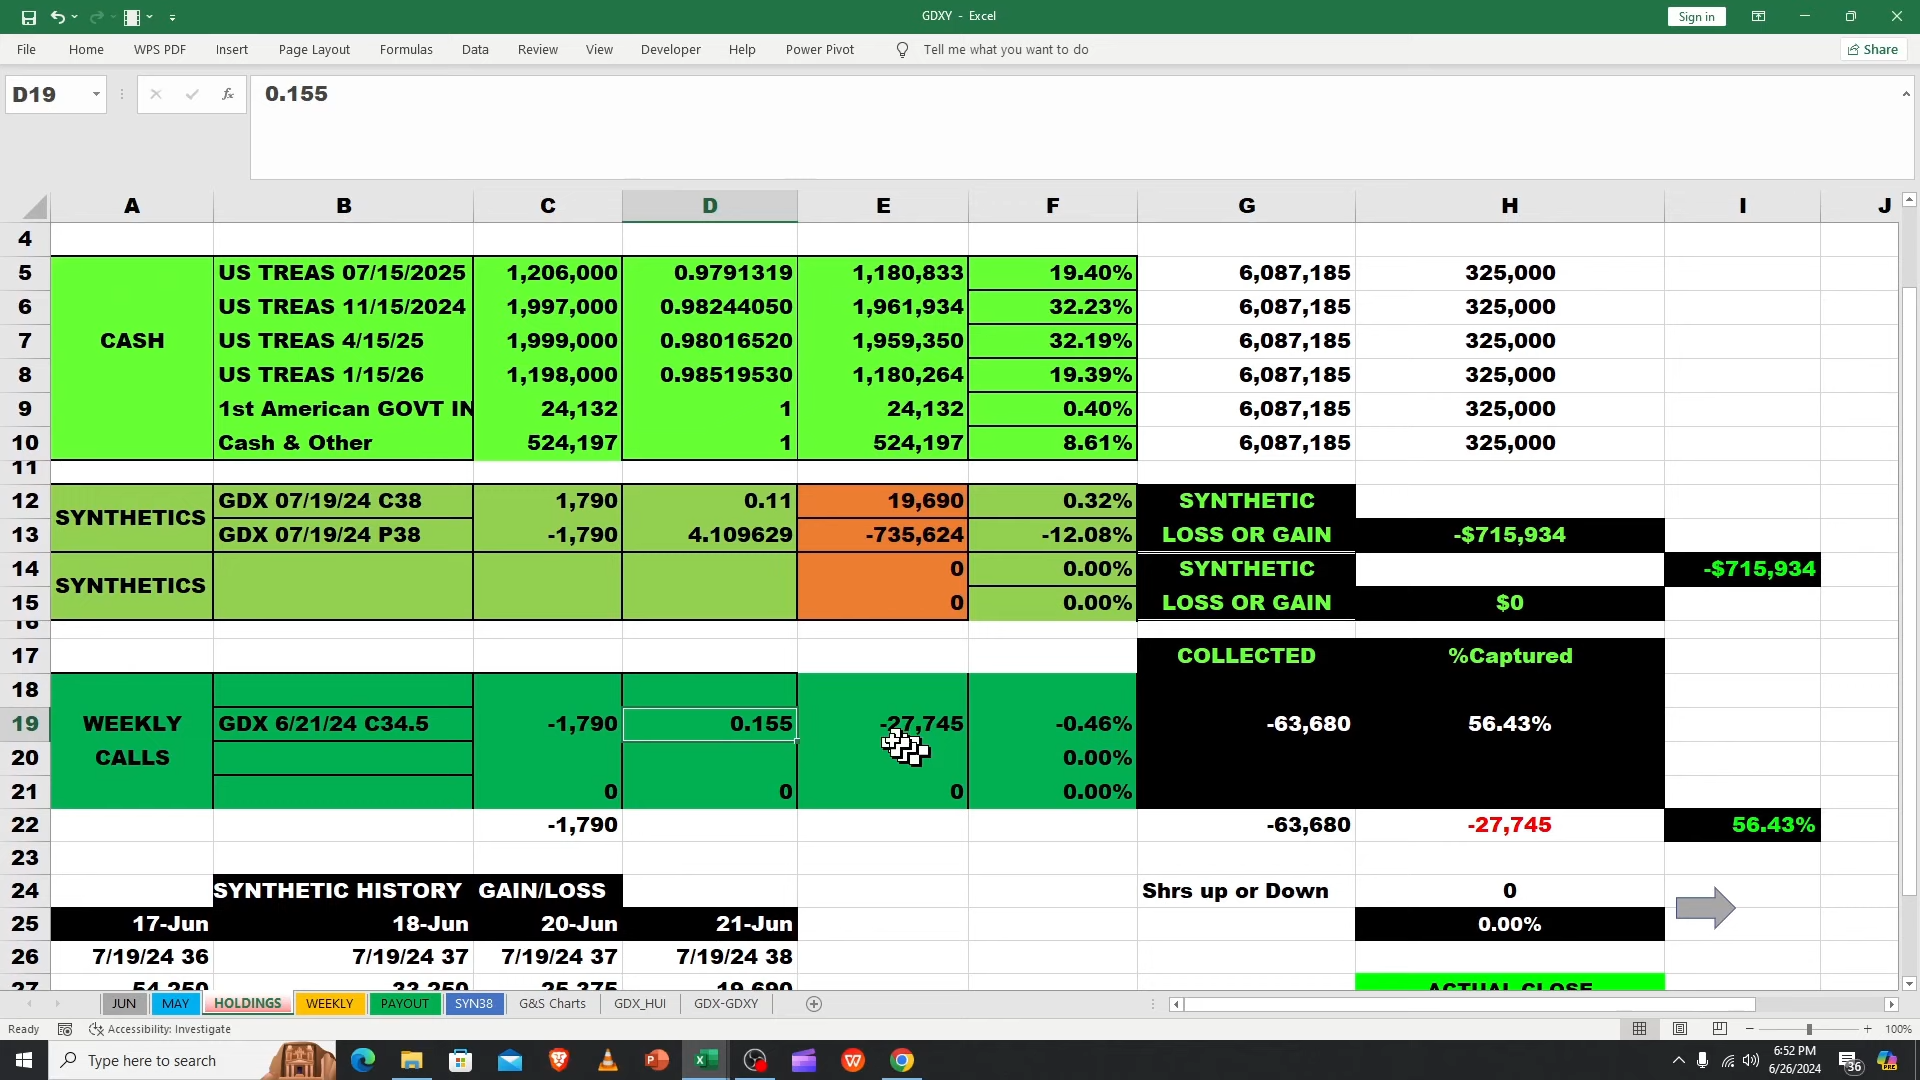 GDXY - Excel
Sign in
File Home WPS PDF Insert Page Layout Formulas Data Review View Developer Help Power Pivot Tell me what you want to do Share
D19 fx 0.155
A B C D E F G H I J
4
5 US TREAS 07/15/2025 1,206,000 0.9791319 1,180,833 19.40% 6,087,185 325,000
6 US TREAS 11/15/2024 1,997,000 0.98244050 1,961,934 32.23% 6,087,185 325,000
7 CASH US TREAS 4/15/25 1,999,000 0.98016520 1,959,350 32.19% 6,087,185 325,000
8 US TREAS 1/15/26 1,198,000 0.98519530 1,180,264 19.39% 6,087,185 325,000
9 1st American GOVT IN 24,132 1 24,132 0.40% 6,087,185 325,000
10 Cash & Other 524,197 1 524,197 8.61% 6,087,185 325,000
11
12 SYNTHETICS GDX 07/19/24 C38 1,790 0.11 19,690 0.32% SYNTHETIC
13 GDX 07/19/24 P38 -1,790 4.109629 -735,624 -12.08% LOSS OR GAIN -$715,934
14 SYNTHETICS 0 0.00% SYNTHETIC -$715,934
15 0 0.00% LOSS OR GAIN $0
16
17 COLLECTED %Captured
18
19 WEEKLY GDX 6/21/24 C34.5 -1,790 0.155 -27,745 -0.46% -63,680 56.43%
20 CALLS 0.00%
21 0 0 0 0.00%
22 -1,790 -63,680 -27,745 56.43%
23
24 SYNTHETIC HISTORY GAIN/LOSS Shrs up or Down 0
25 17-Jun 18-Jun 20-Jun 21-Jun 0.00%
26 7/19/24 36 7/19/24 37 7/19/24 37 7/19/24 38
27 54,250 33,250 25,375 19,690 ACTUAL CLOSE
JUN MAY HOLDINGS WEEKLY PAYOUT SYN38 G&S Charts GDX_HUI GDX-GDXY
Ready Accessibility: Investigate 100%
Type here to search
6:52 PM
6/26/2024
36
PRE